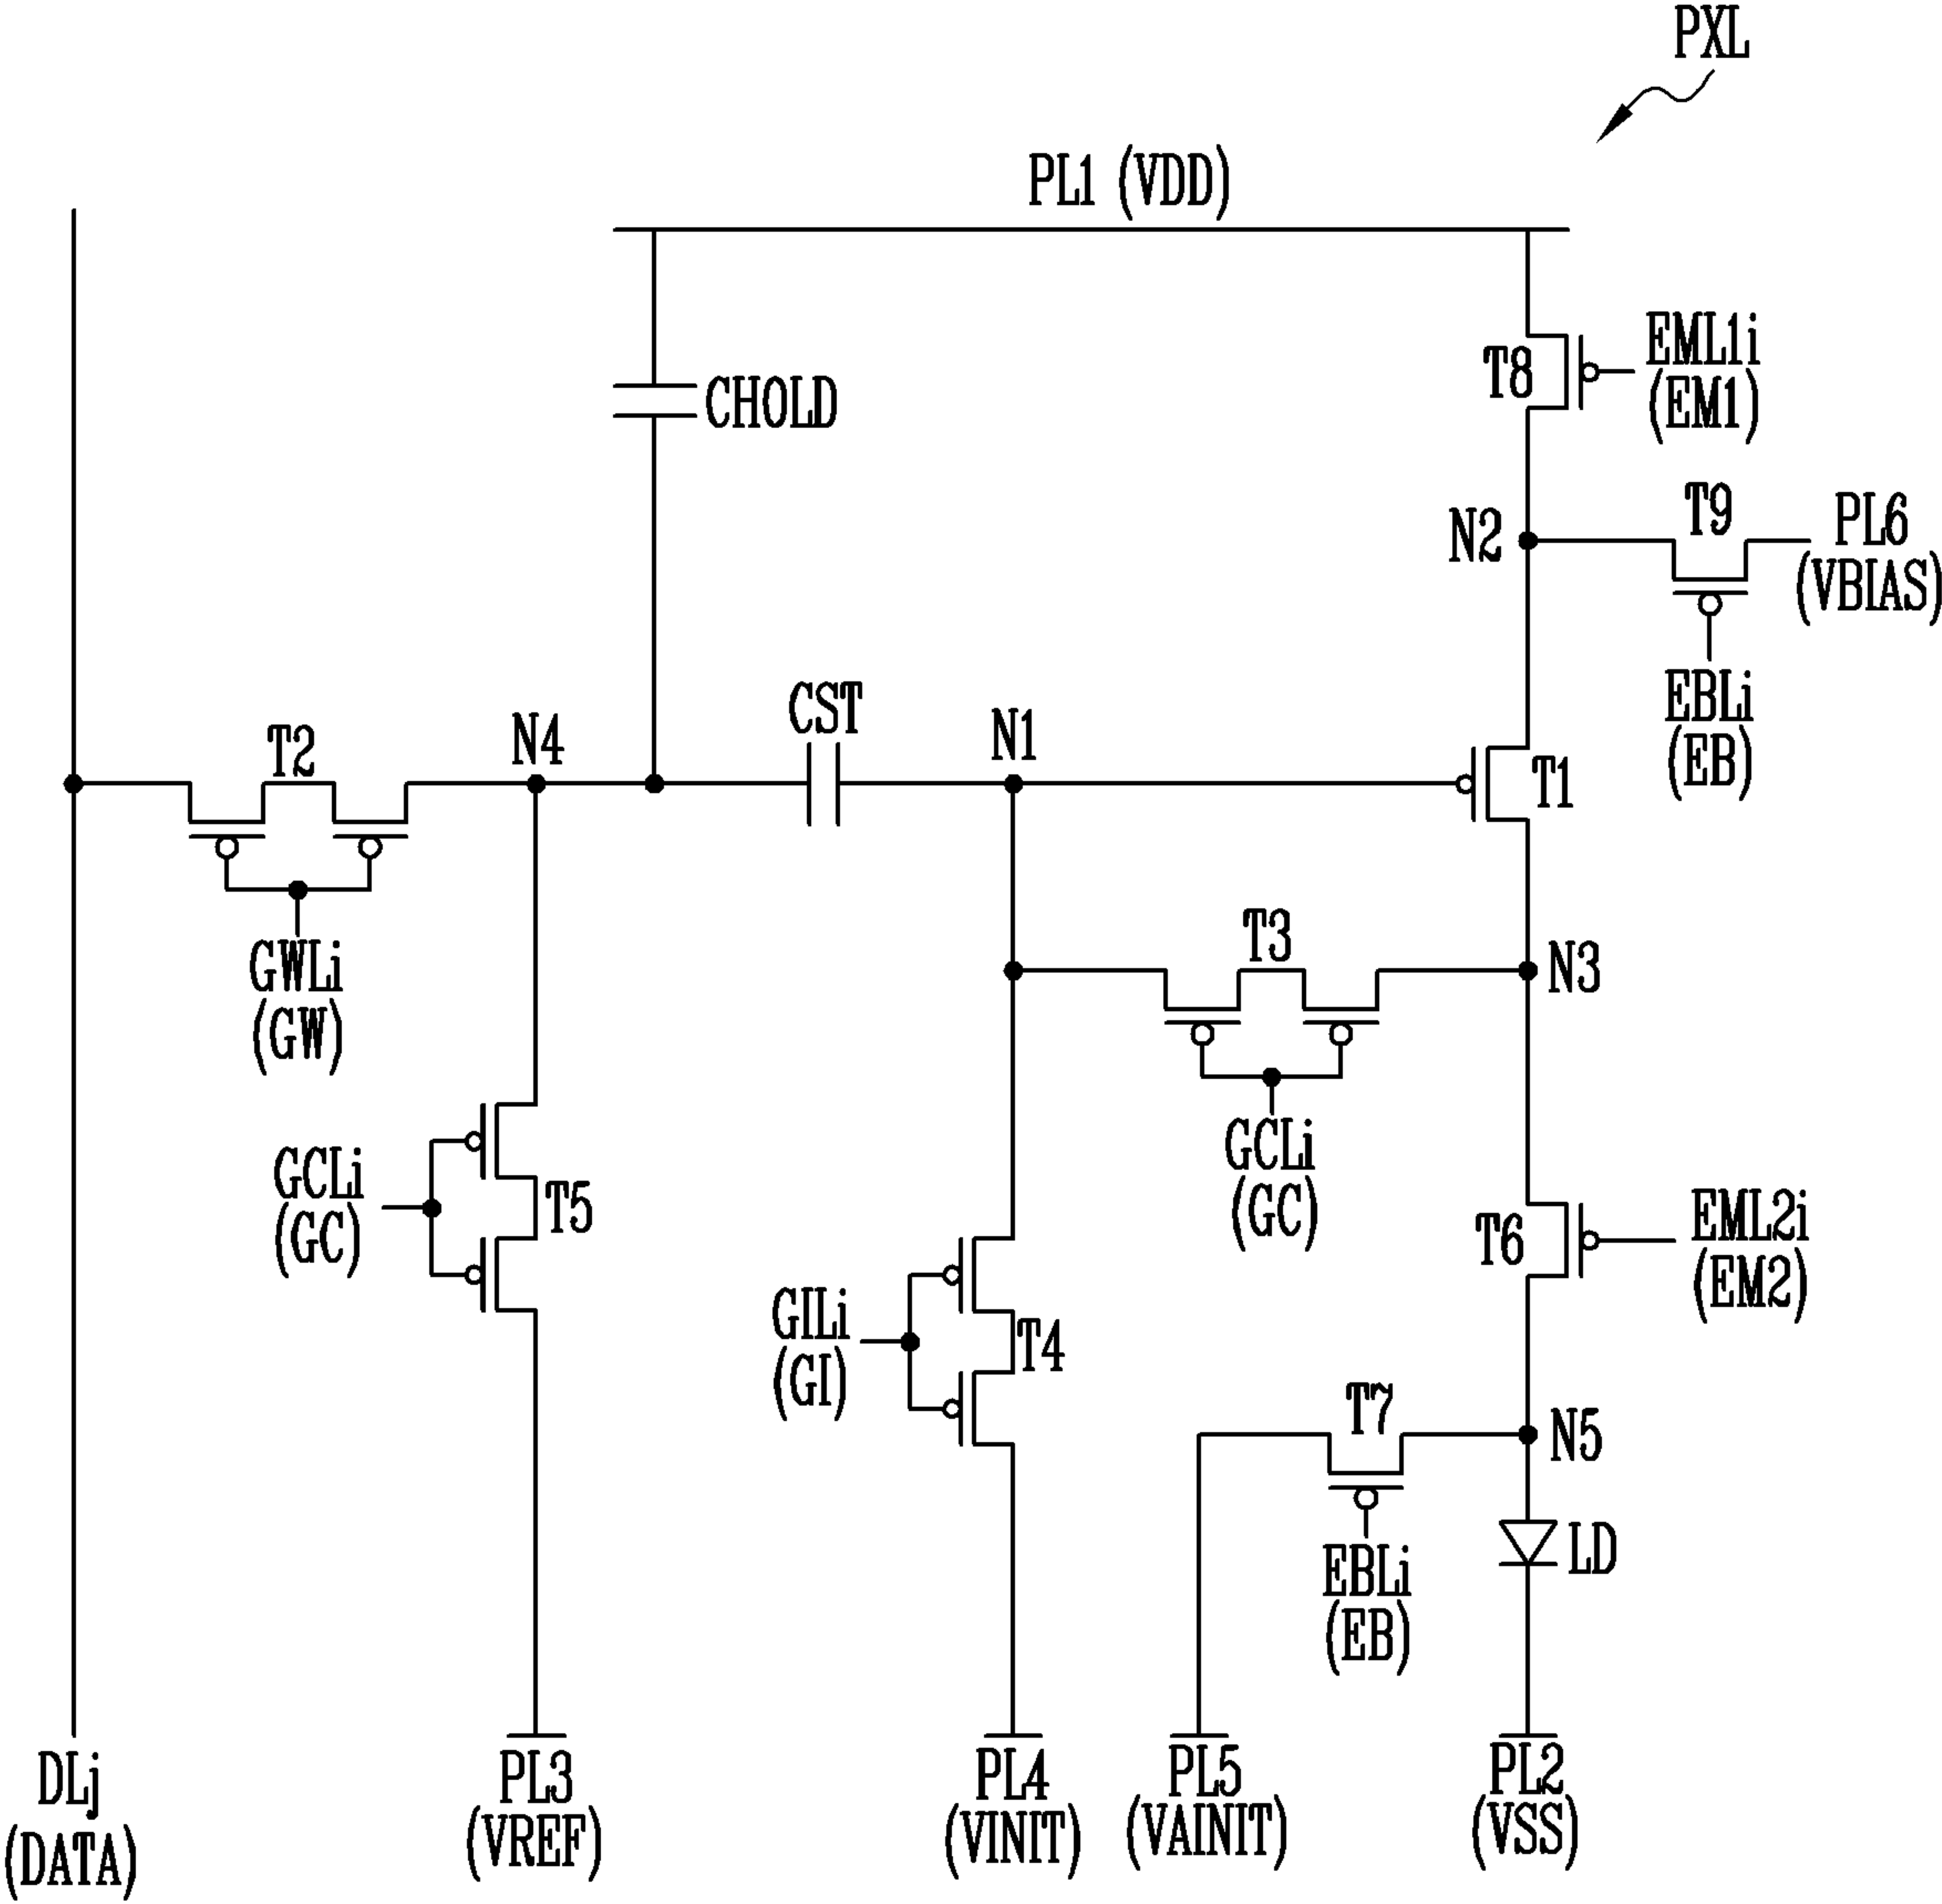 PXL
PL1 (VDD)
EML1i
(EM1)
T8
CHOLD
T9
PL6
(VBIAS)
N2
EBLi
(EB)
CST
N1
N4
T2
T1
GWLi
(GW)
T3
N3
GCLi
(GC)
GCLi
(GC)
T5
EML2i
(EM2)
T6
GILi
(GI)
T4
T7
N5
EBLi
(EB)
LD
DLj
(DATA)
PL3
(VREF)
PL4
(VINIT)
PL5
(VAINIT)
PL2
(VSS)